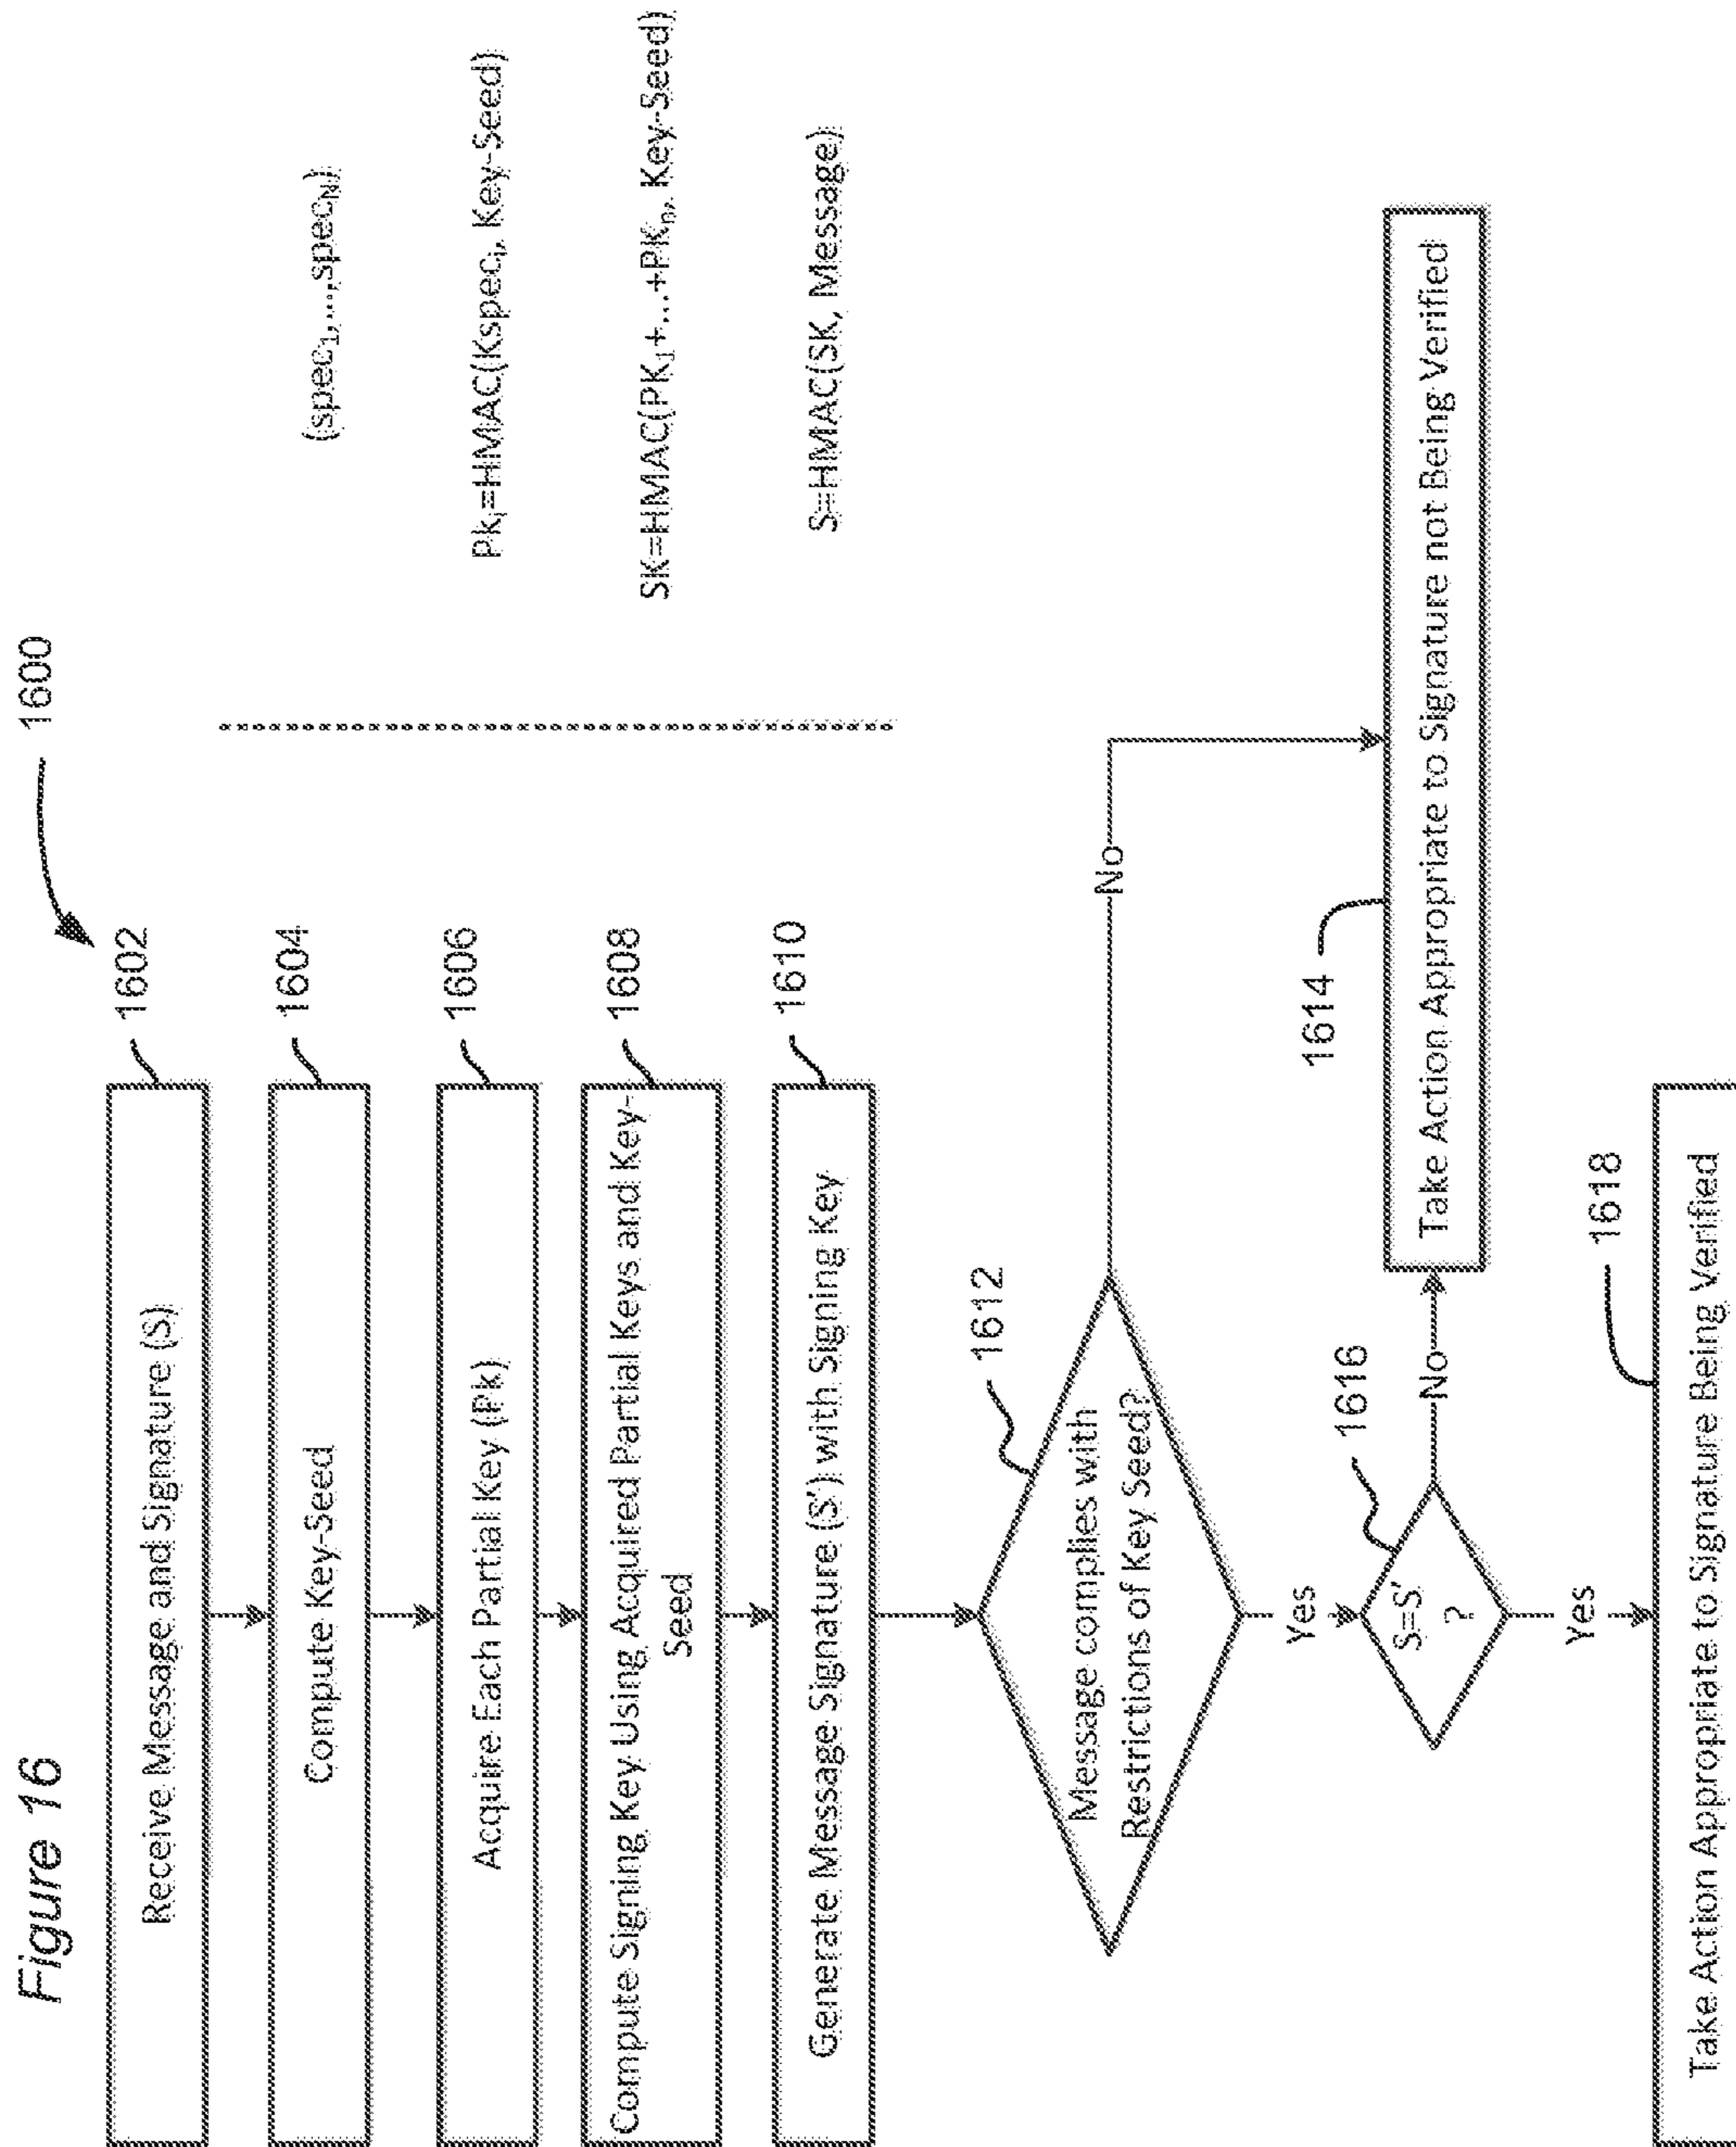 Figure 16
1600
Receive Message and Signature (S)
1602
Compute Key-Seed
1604
(spec₁,...,spec_N)
Acquire Each Partial Key (Pk)
1606
Pkᵢ=HMAC(Kspecᵢ, Key-Seed)
Compute Signing Key Using Acquired Partial Keys and Key-
Seed
1608
SK=HMAC(PK₁+...+PKₙ, Key-Seed)
Generate Message Signature (S') with Signing Key
1610
S=HMAC(SK, Message)
1612
Message complies with
Restrictions of Key Seed?
No
Yes
1616
S=S'
?
No
1614
Take Action Appropriate to Signature not Being Verified
Yes
1618
Take Action Appropriate to Signature Being Verified